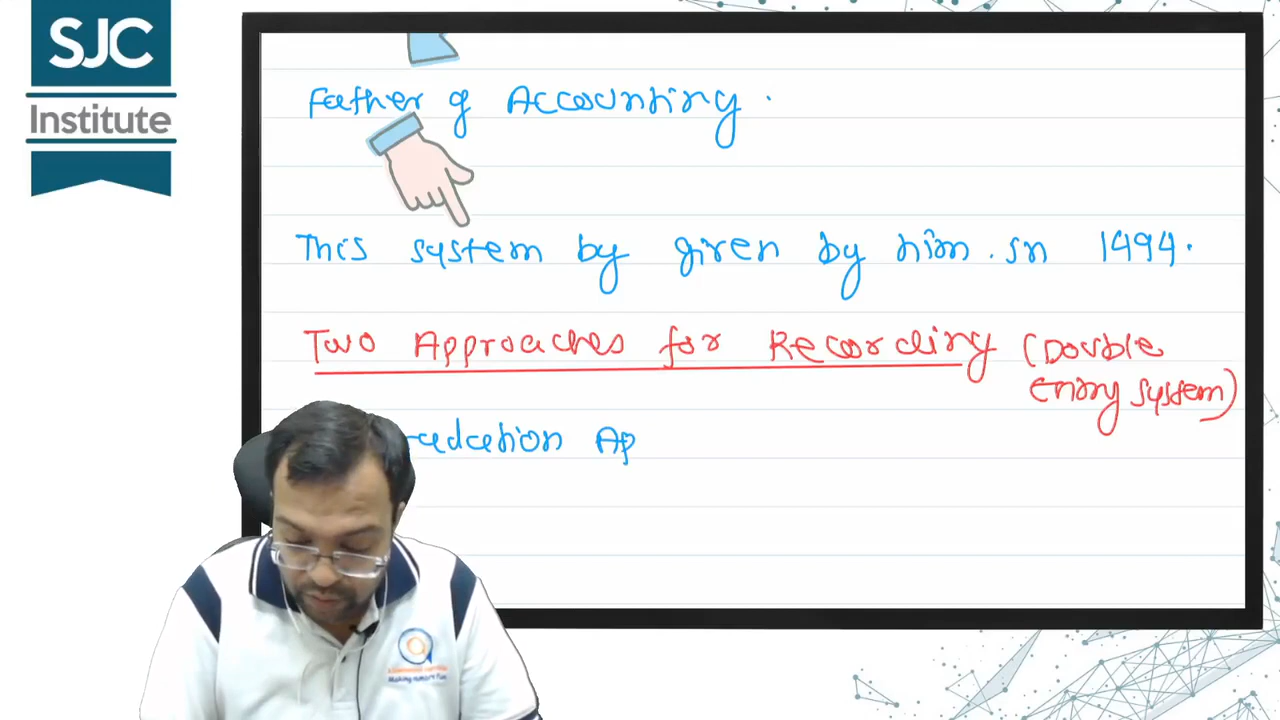 SJC
Institute
Father of Accounting.
This system by given by him. In 1494.
Two Approaches for Recording (Double
Entry System)
Ap